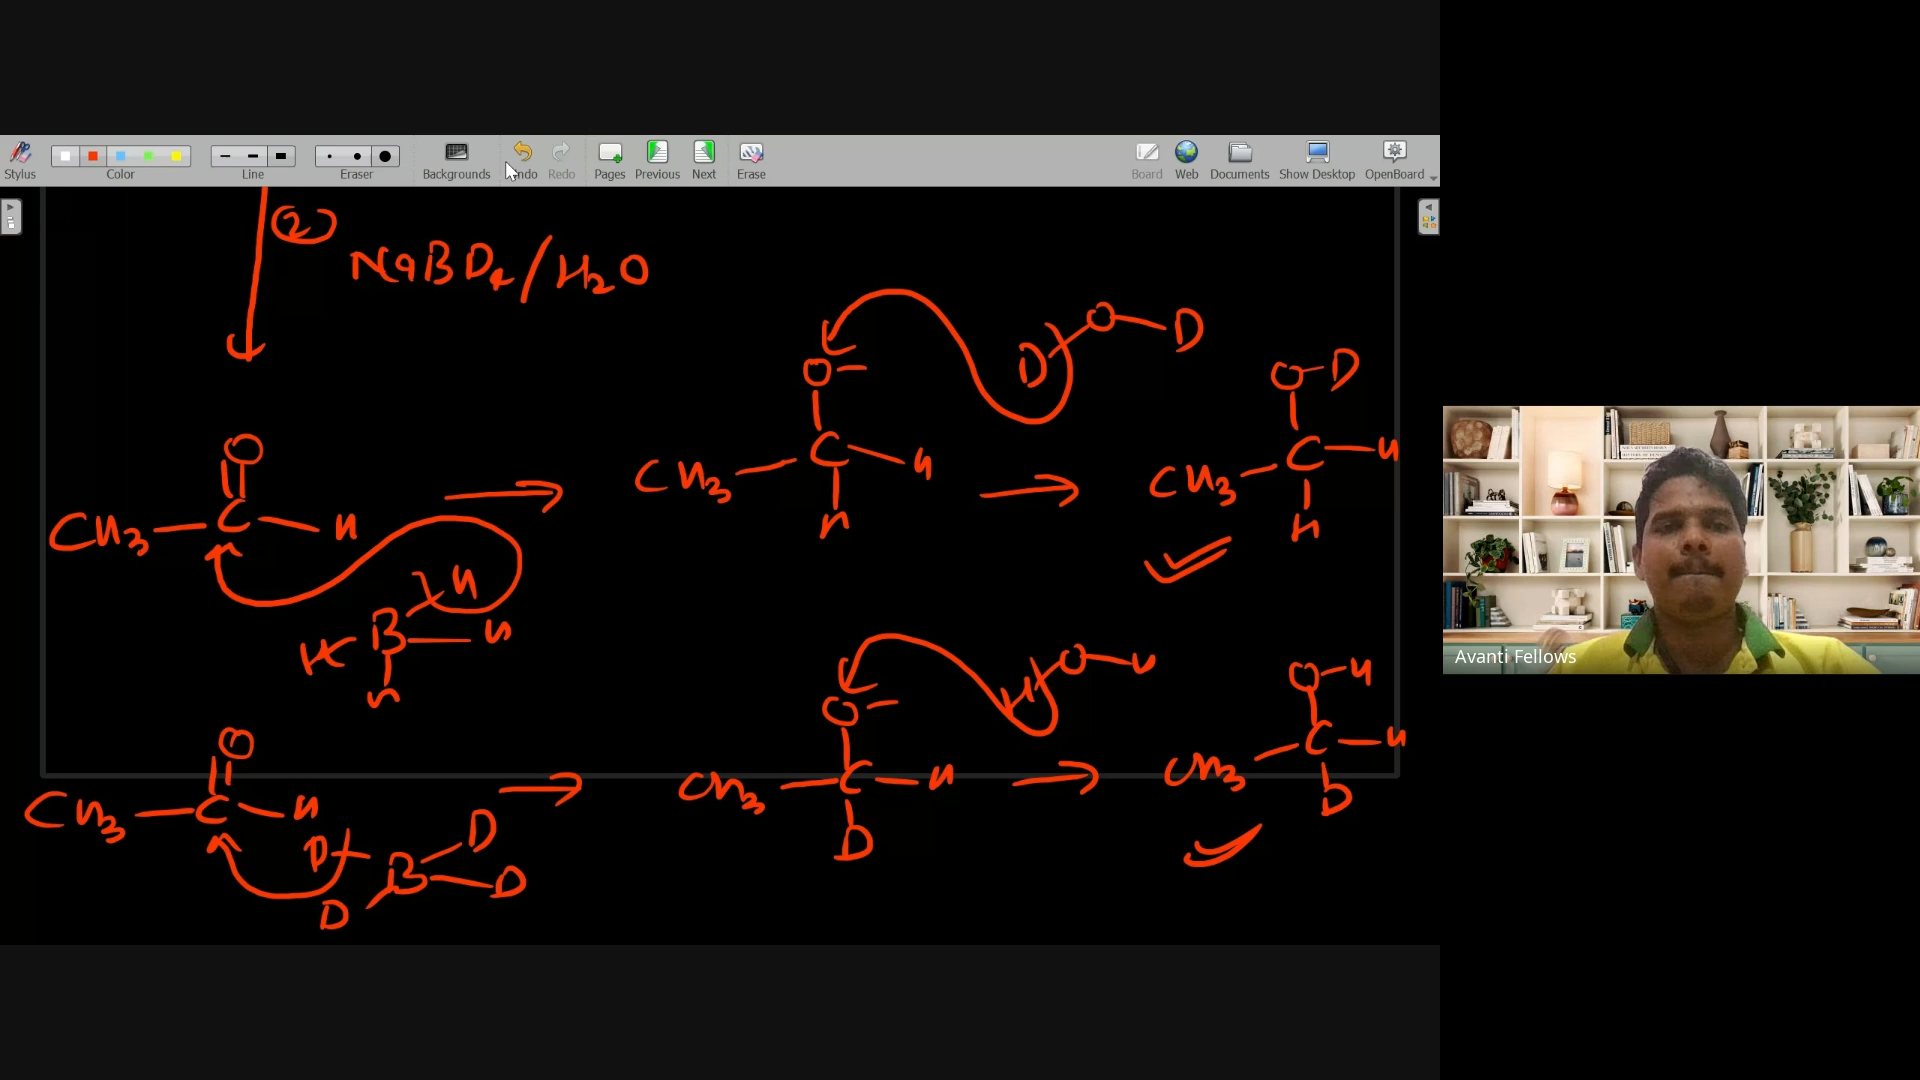 Stylus Color Line Eraser Backgrounds Undo Redo Pages Previous Next Erase Board Web Documents Show Desktop OpenBoard
②
NaBD4/H2O
O
CH3 C H
H B H
H
H
O-
CH3 C H
H
D O D
O D
CH3 C H
H
O
CH3 C H
D B D
D
D
O-
CH3 C H
D
H O H
O H
CH3 C H
D
Avanti Fellows